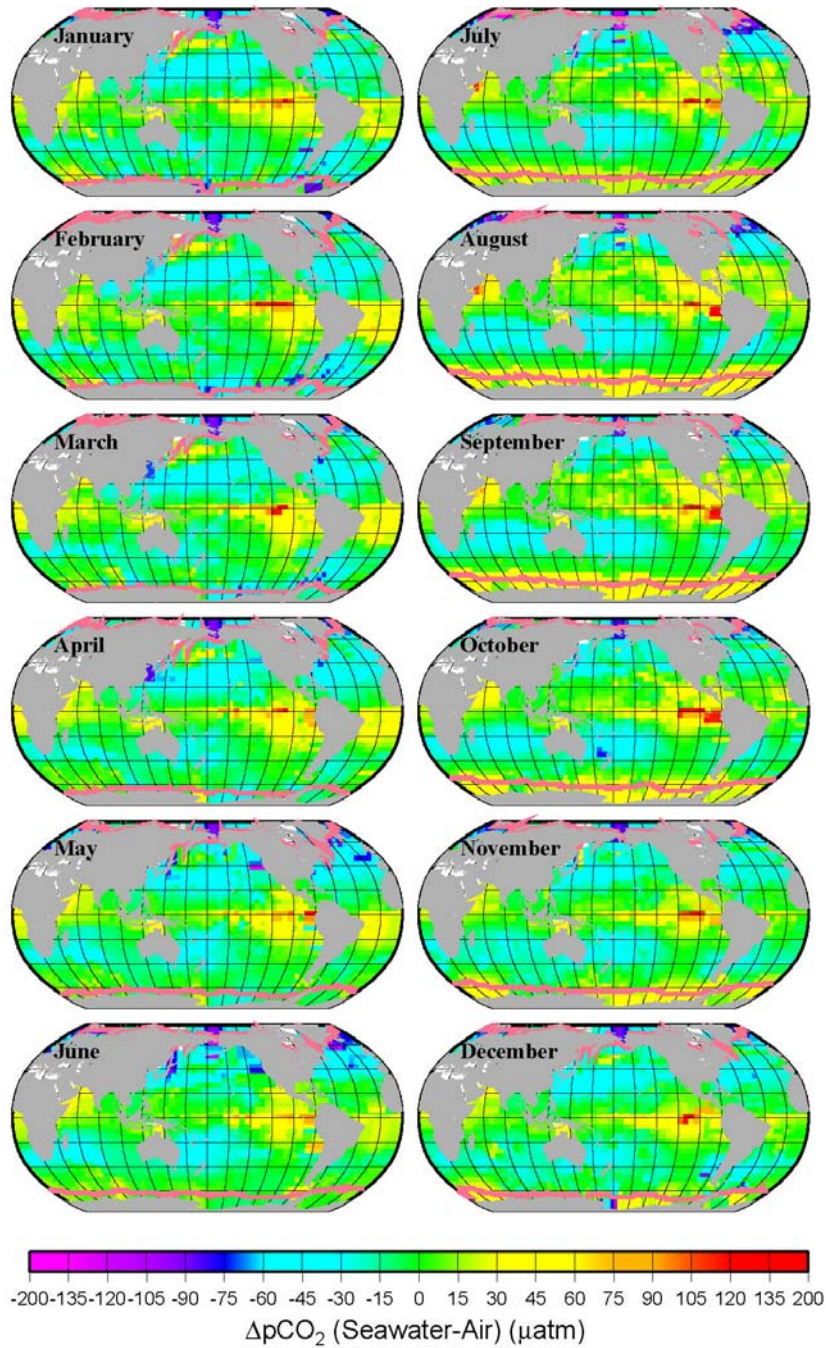 January
July
February
August
March
September
April
October
May
November
June
December
-200 -135 -120 -105 -90 -75 -60 -45 -30 -15 0 15 30 45 60 75 90 105 120 135 200
ΔpCO₂ (Seawater-Air) (µatm)